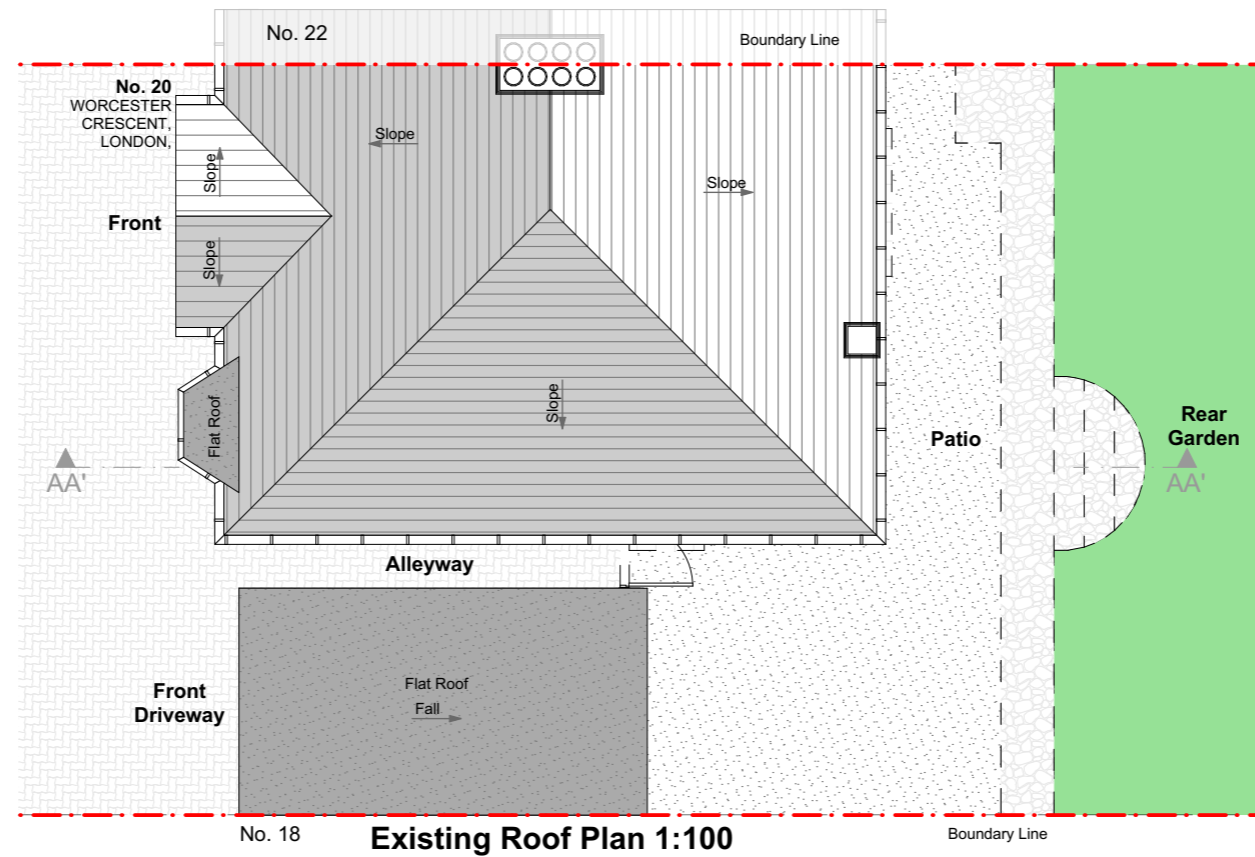 No. 22
Boundary Line
No. 20
WORCESTER
CRESCENT,
LONDON,
Slope
Slope
Slope
Front
Slope
Slope
Flat Roof
Patio
Rear
Garden
AA'
AA'
Alleyway
Front
Driveway
Flat Roof
Fall
No. 18
Existing Roof Plan 1:100
Boundary Line